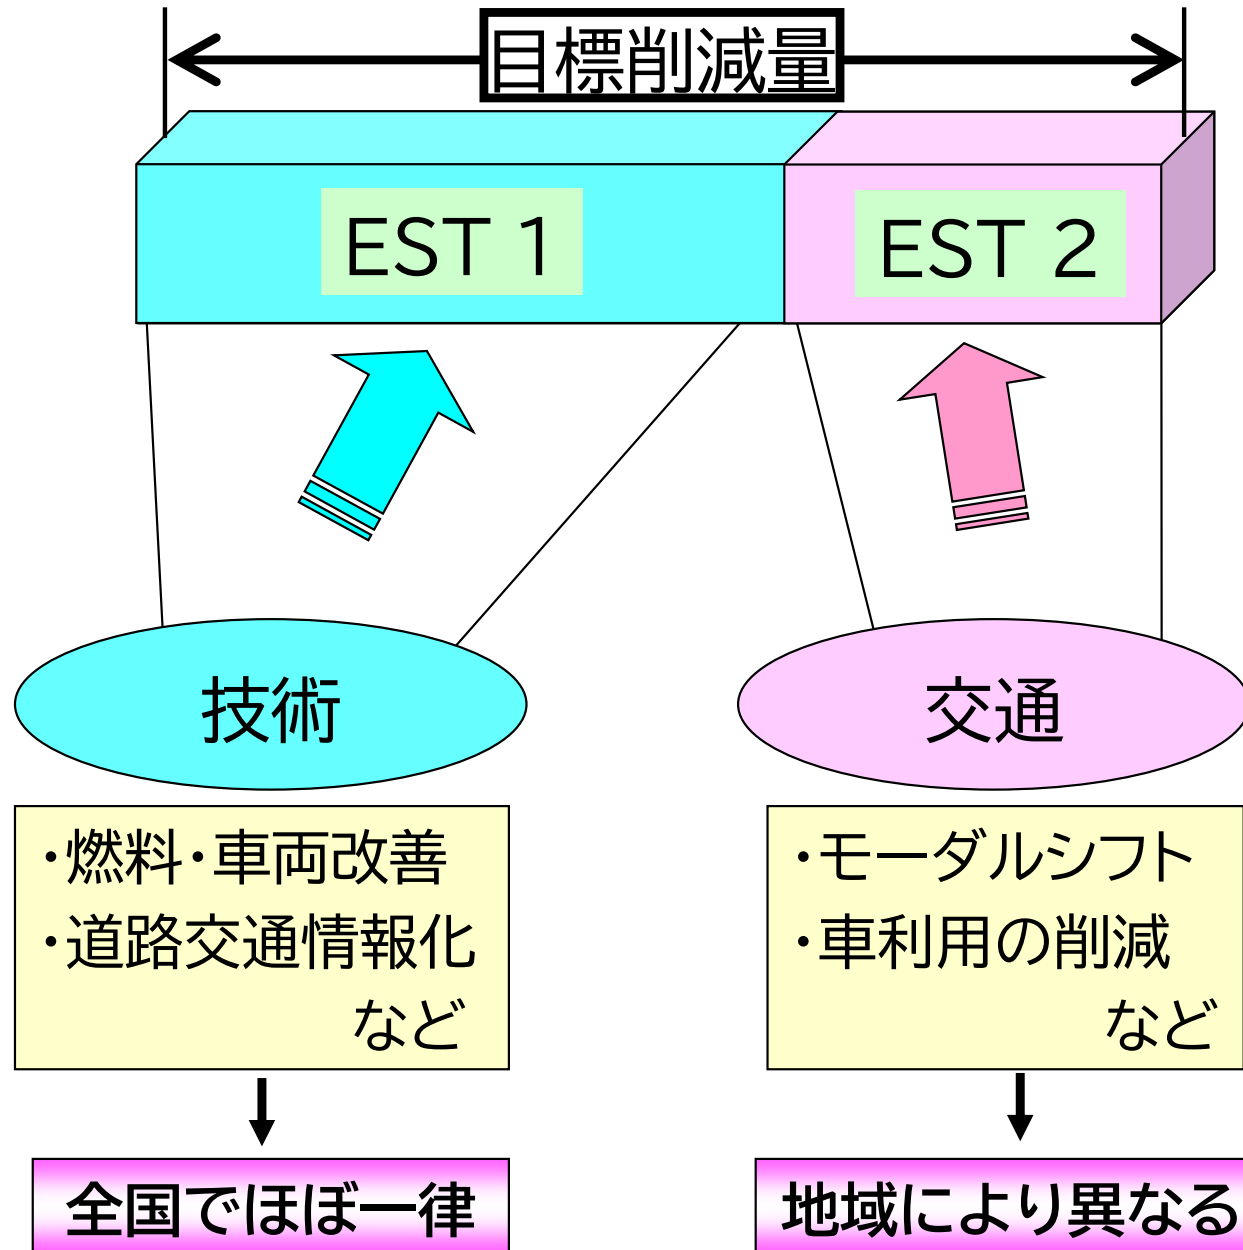 目標削減量
EST 1
EST 2
技術
交通
・燃料・車両改善
・道路交通情報化
など
・モーダルシフト
・車利用の削減
など
全国でほぼ一律
地域により異なる